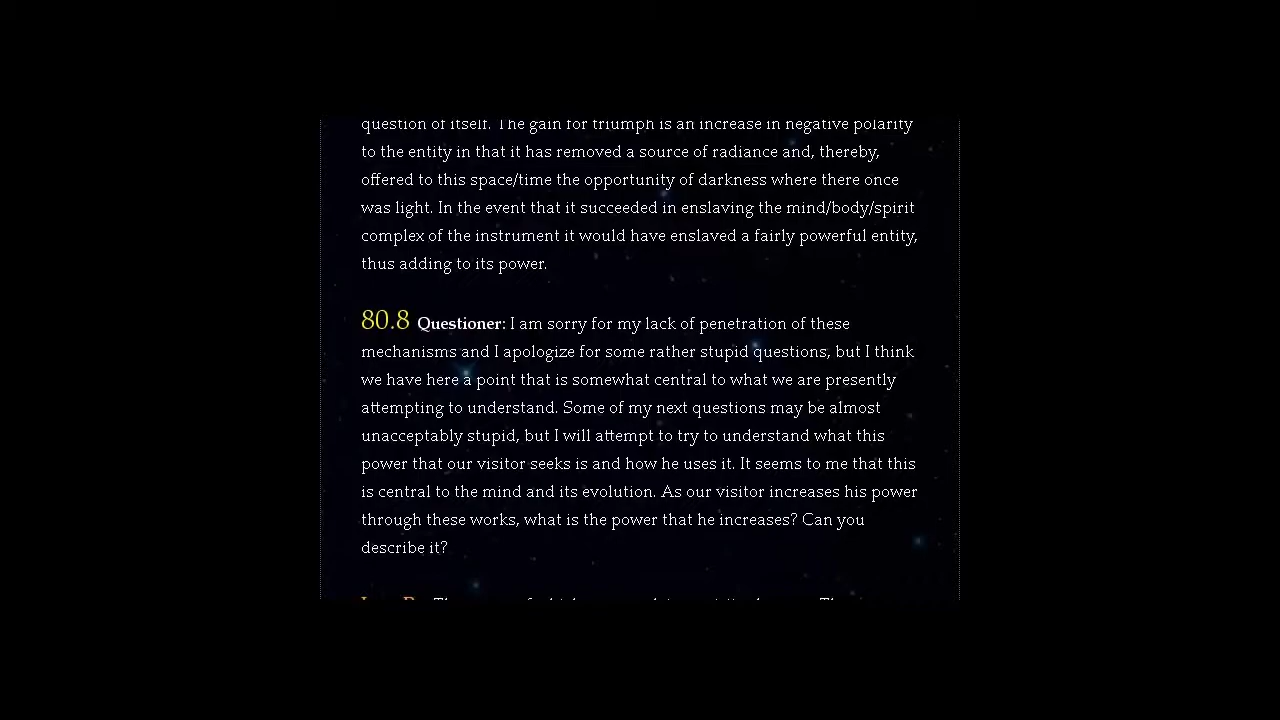 question of itself. The gain for triumph is an increase in negative polarity
to the entity in that it has removed a source of radiance and, thereby,
offered to this space/time the opportunity of darkness where there once
was light. In the event that it succeeded in enslaving the mind/body/spirit
complex of the instrument it would have enslaved a fairly powerful entity,
thus adding to its power.
80.8 Questioner: I am sorry for my lack of penetration of these
mechanisms and I apologize for some rather stupid questions, but I think
we have here a point that is somewhat central to what we are presently
attempting to understand. Some of my next questions may be almost
unacceptably stupid, but I will attempt to try to understand what this
power that our visitor seeks is and how he uses it. It seems to me that this
is central to the mind and its evolution. As our visitor increases his power
through these works, what is the power that he increases? Can you
describe it?